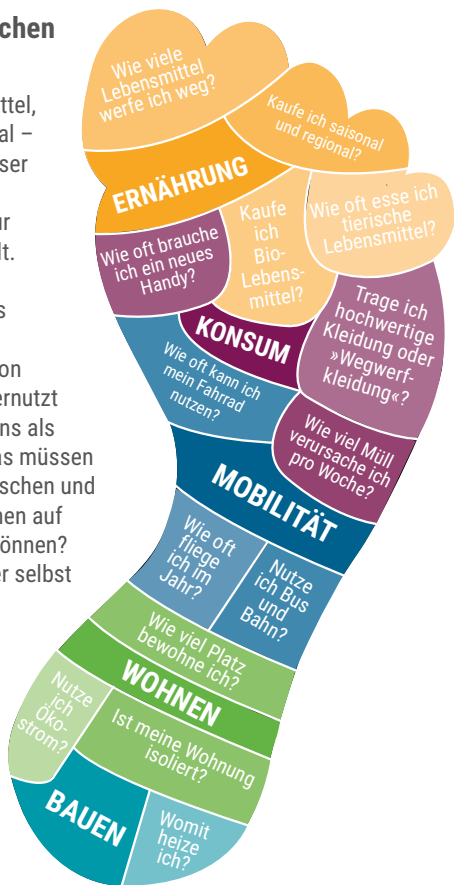 chen
ttel,
al –
ser
ur
lt.
s
on
ernutzt
ns als
as müssen
schen und
nen auf
önnen?
er selbst
Wie viele
Lebensmittel
werfe ich weg?
Kaufe ich saisonal
und regional?
ERNÄHRUNG
Kaufe
ich
Bio-
Lebens-
mittel?
Wie oft esse ich
tierische
Lebensmittel?
Wie oft brauche
ich ein neues
Handy?
KONSUM
Trage ich
hochwertige
Kleidung oder
»Wegwerf-
kleidung«?
Wie oft kann ich
mein Fahrrad
nutzen?
Wie viel Müll
verursache ich
pro Woche?
MOBILITÄT
Wie oft
fliege
ich im
Jahr?
Nutze
ich Bus
und
Bahn?
Wie viel Platz
bewohne ich?
WOHNEN
Nutze
ich
Öko-
strom?
Ist meine Wohnung
isoliert?
BAUEN
Womit
heize
ich?